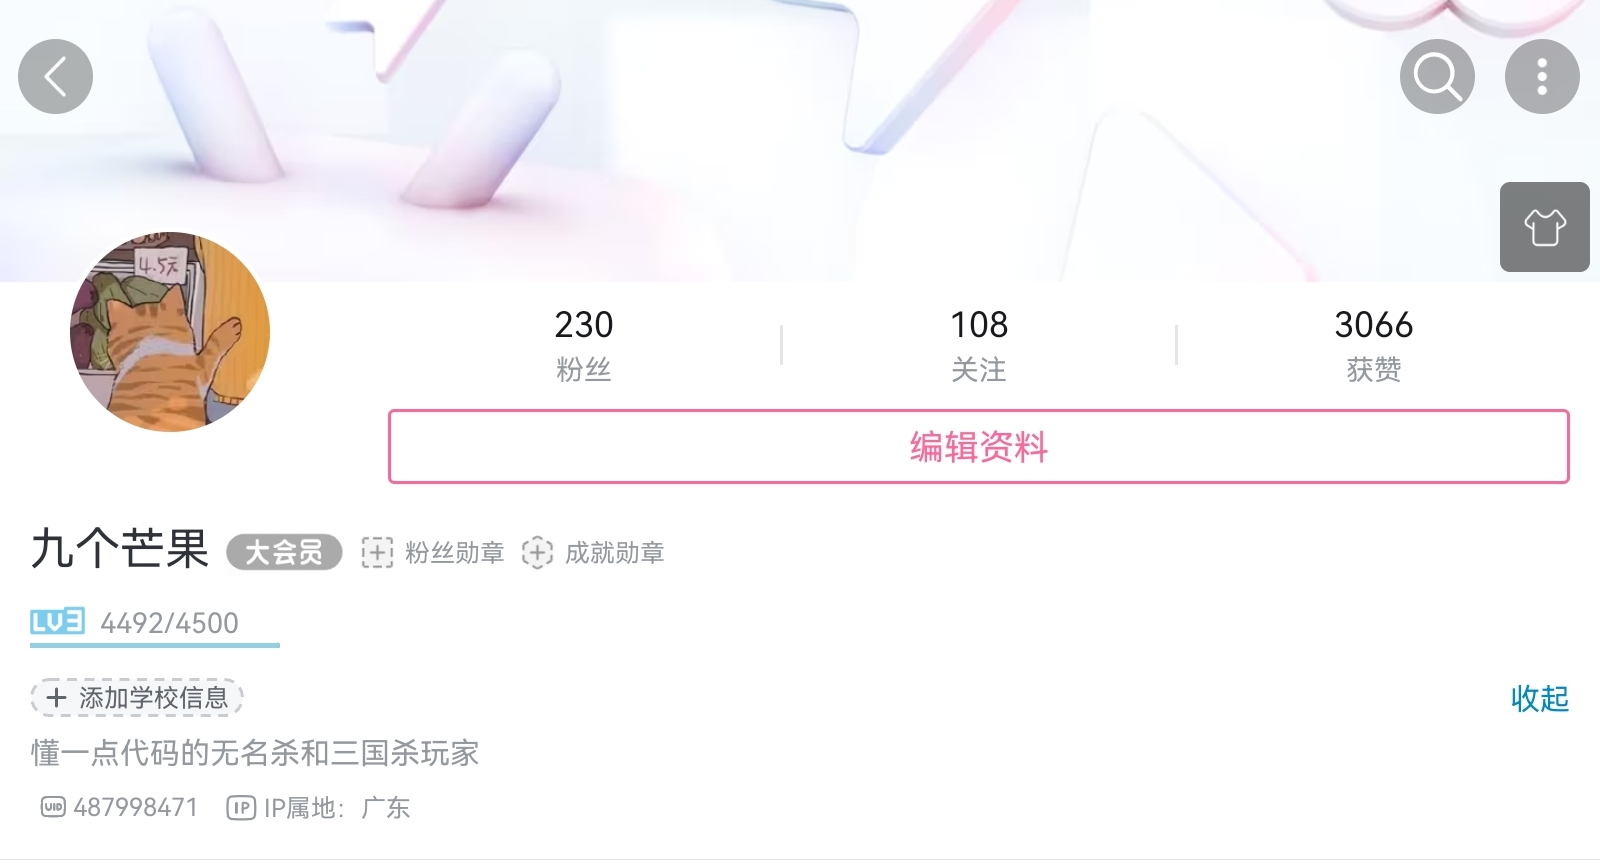 4.5元
230
粉丝
108
关注
3066
获赞
编辑资料
九个芒果 大会员 粉丝勋章 成就勋章
LV3 4492/4500
+ 添加学校信息
收起
懂一点代码的无名杀和三国杀玩家
UID 487998471 IP IP属地：广东